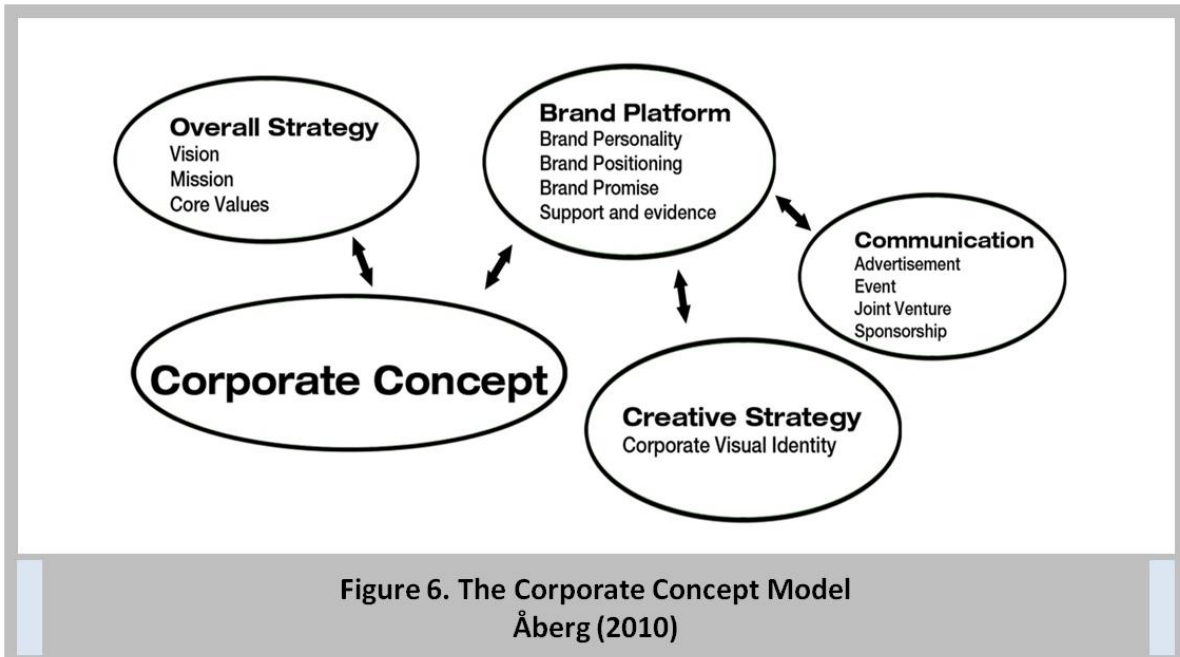 Overall Strategy
Vision
Mission
Core Values
Brand Platform
Brand Personality
Brand Positioning
Brand Promise
Support and evidence
Communication
Advertisement
Event
Joint Venture
Sponsorship
Corporate Concept
Creative Strategy
Corporate Visual Identity
Figure 6. The Corporate Concept Model
Åberg (2010)